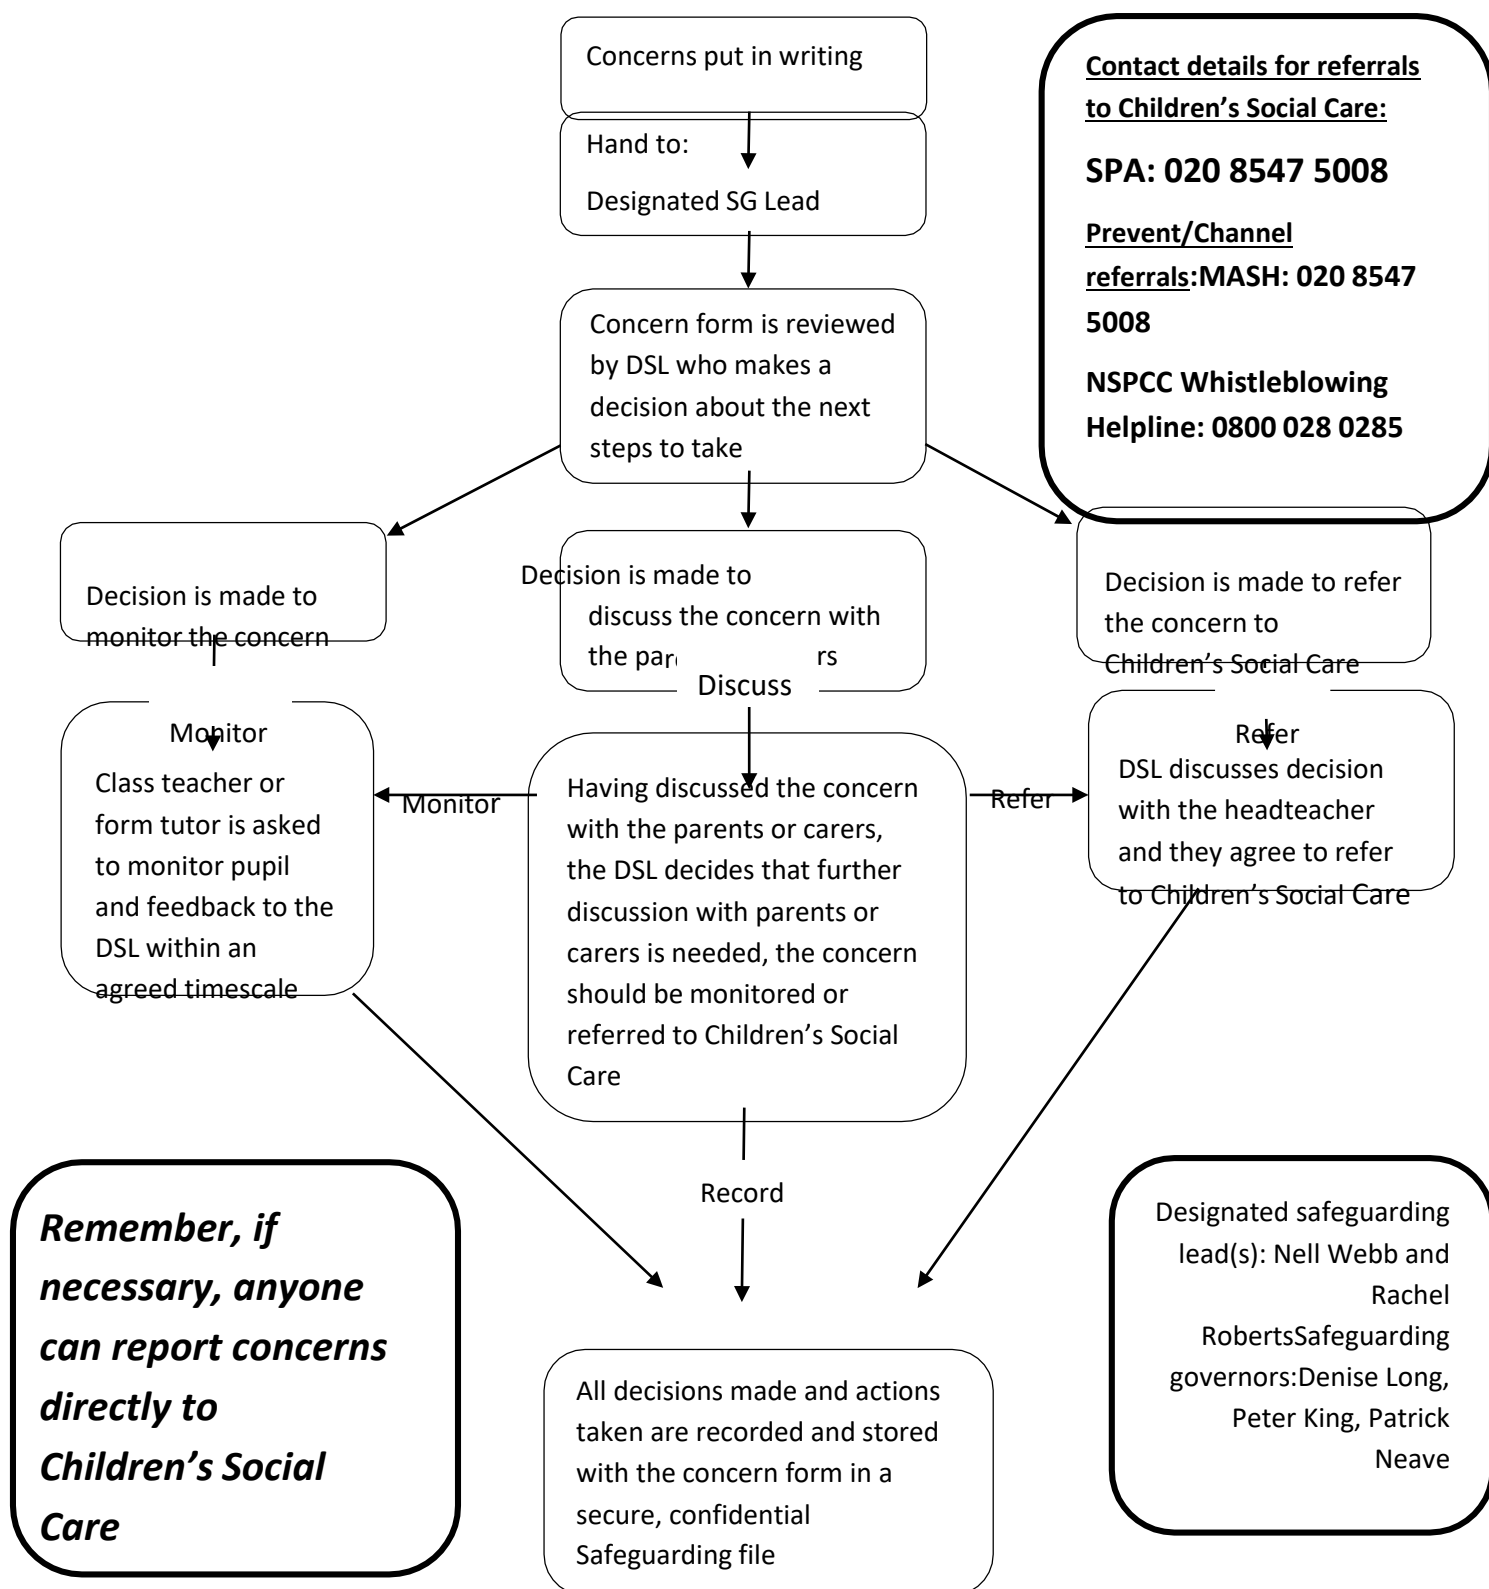 Concerns put in writing
Hand to:
Designated SG Lead
Contact details for referrals
to Children’s Social Care:
SPA: 020 8547 5008
Prevent/Channel
referrals:MASH: 020 8547
5008
NSPCC Whistleblowing
Helpline: 0800 028 0285
Concern form is reviewed
by DSL who makes a
decision about the next
steps to take
Decision is made to
monitor the concern
Decision is made to
discuss the concern with
the rs
Discuss
Decision is made to refer
the concern to
Children’s Social Care
Monitor
Class teacher or
form tutor is asked
to monitor pupil
and feedback to the
DSL within an
agreed timescale
Monitor
Having discussed the concern
with the parents or carers,
the DSL decides that further
discussion with parents or
carers is needed, the concern
should be monitored or
referred to Children’s Social
Care
Refer
Refer
DSL discusses decision
with the headteacher
and they agree to refer
to Children’s Social Care
Record
Remember, if
necessary, anyone
can report concerns
directly to
Children’s Social
Care
All decisions made and actions
taken are recorded and stored
with the concern form in a
secure, confidential
Safeguarding file
Designated safeguarding
lead(s): Nell Webb and
Rachel
RobertsSafeguarding
governors:Denise Long,
Peter King, Patrick
Neave